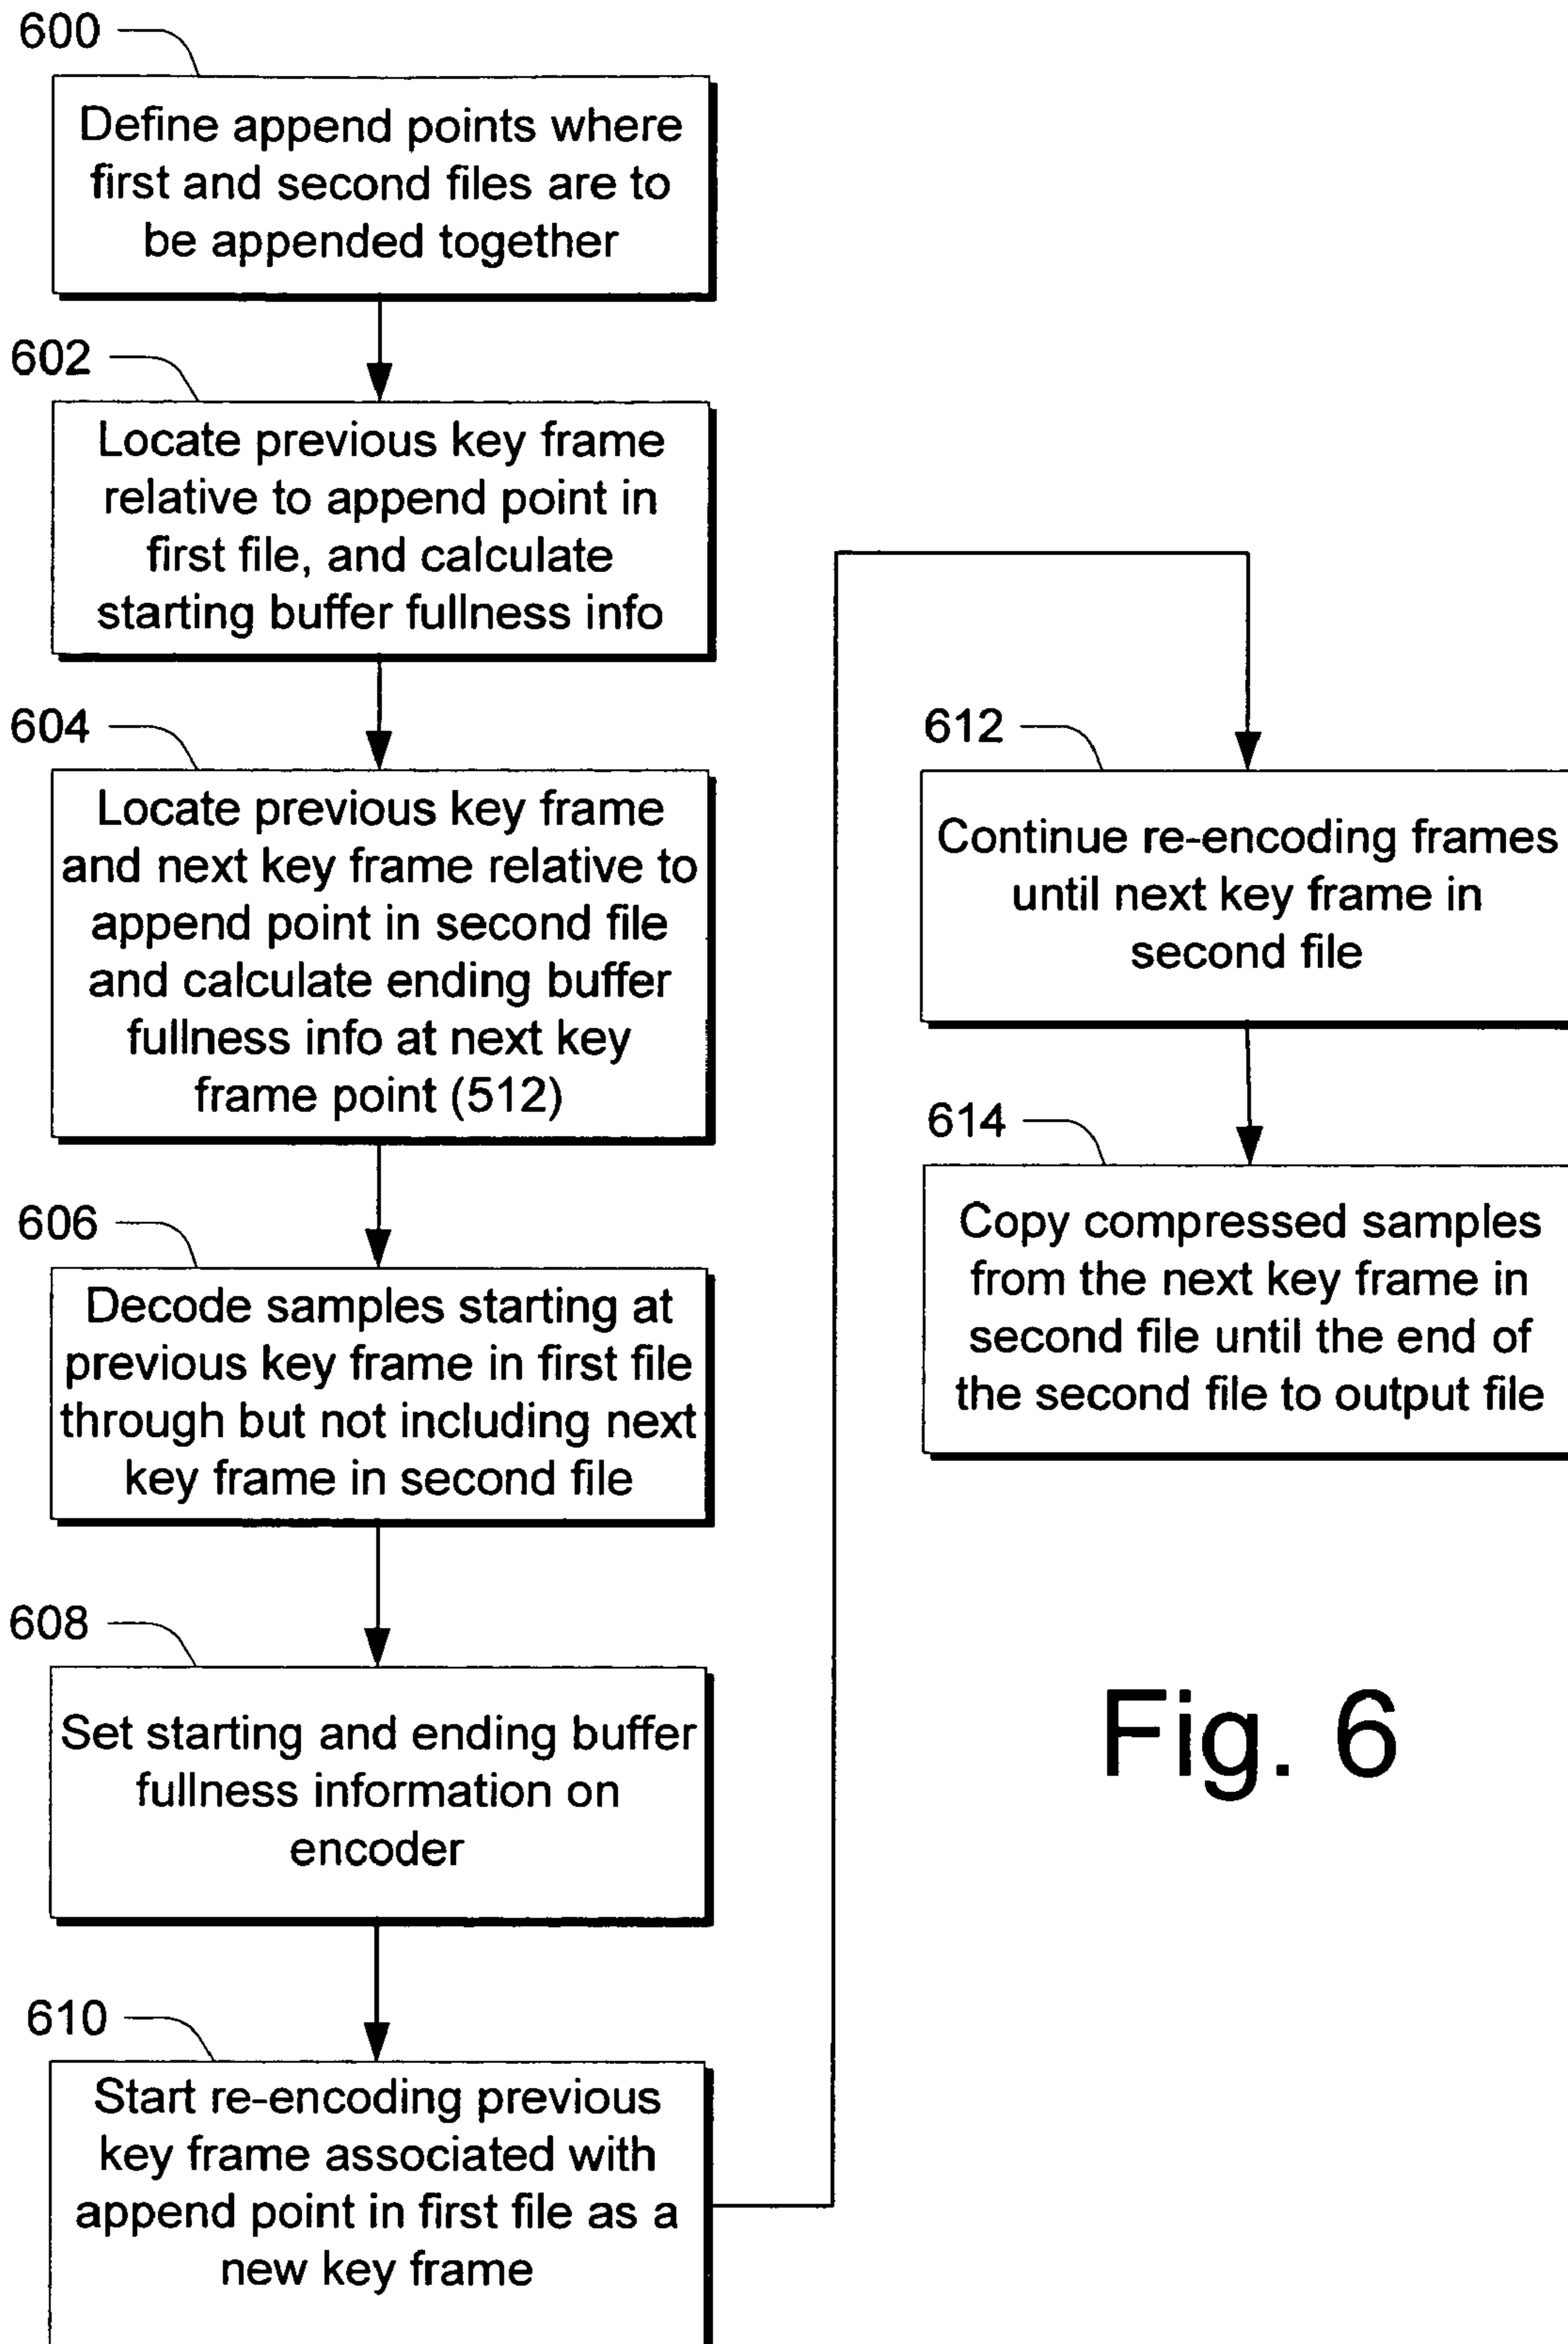 600
Define append points where
first and second files are to
be appended together
602
Locate previous key frame
relative to append point in
first file, and calculate
starting buffer fullness info
604
Locate previous key frame
and next key frame relative to
append point in second file
and calculate ending buffer
fullness info at next key
frame point (512)
606
Decode samples starting at
previous key frame in first file
through but not including next
key frame in second file
608
Set starting and ending buffer
fullness information on
encoder
610
Start re-encoding previous
key frame associated with
append point in first file as a
new key frame
612
Continue re-encoding frames
until next key frame in
second file
614
Copy compressed samples
from the next key frame in
second file until the end of
the second file to output file
Fig. 6